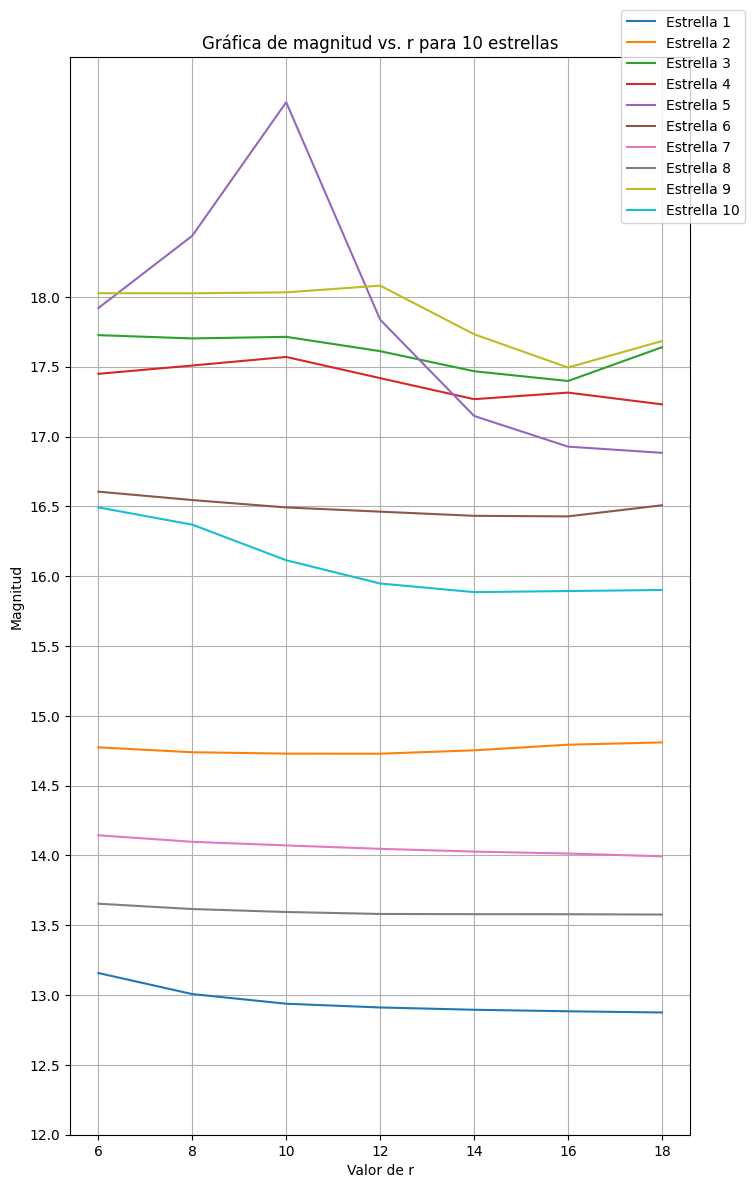 Gráfica de magnitud vs. r para 10 estrellas
Estrella 1
Estrella 2
Estrella 3
Estrella 4
Estrella 5
Estrella 6
Estrella 7
Estrella 8
Estrella 9
Estrella 10
Magnitud
18.0
17.5
17.0
16.5
16.0
15.5
15.0
14.5
14.0
13.5
13.0
12.5
12.0
6 8 10 12 14 16 18
Valor de r